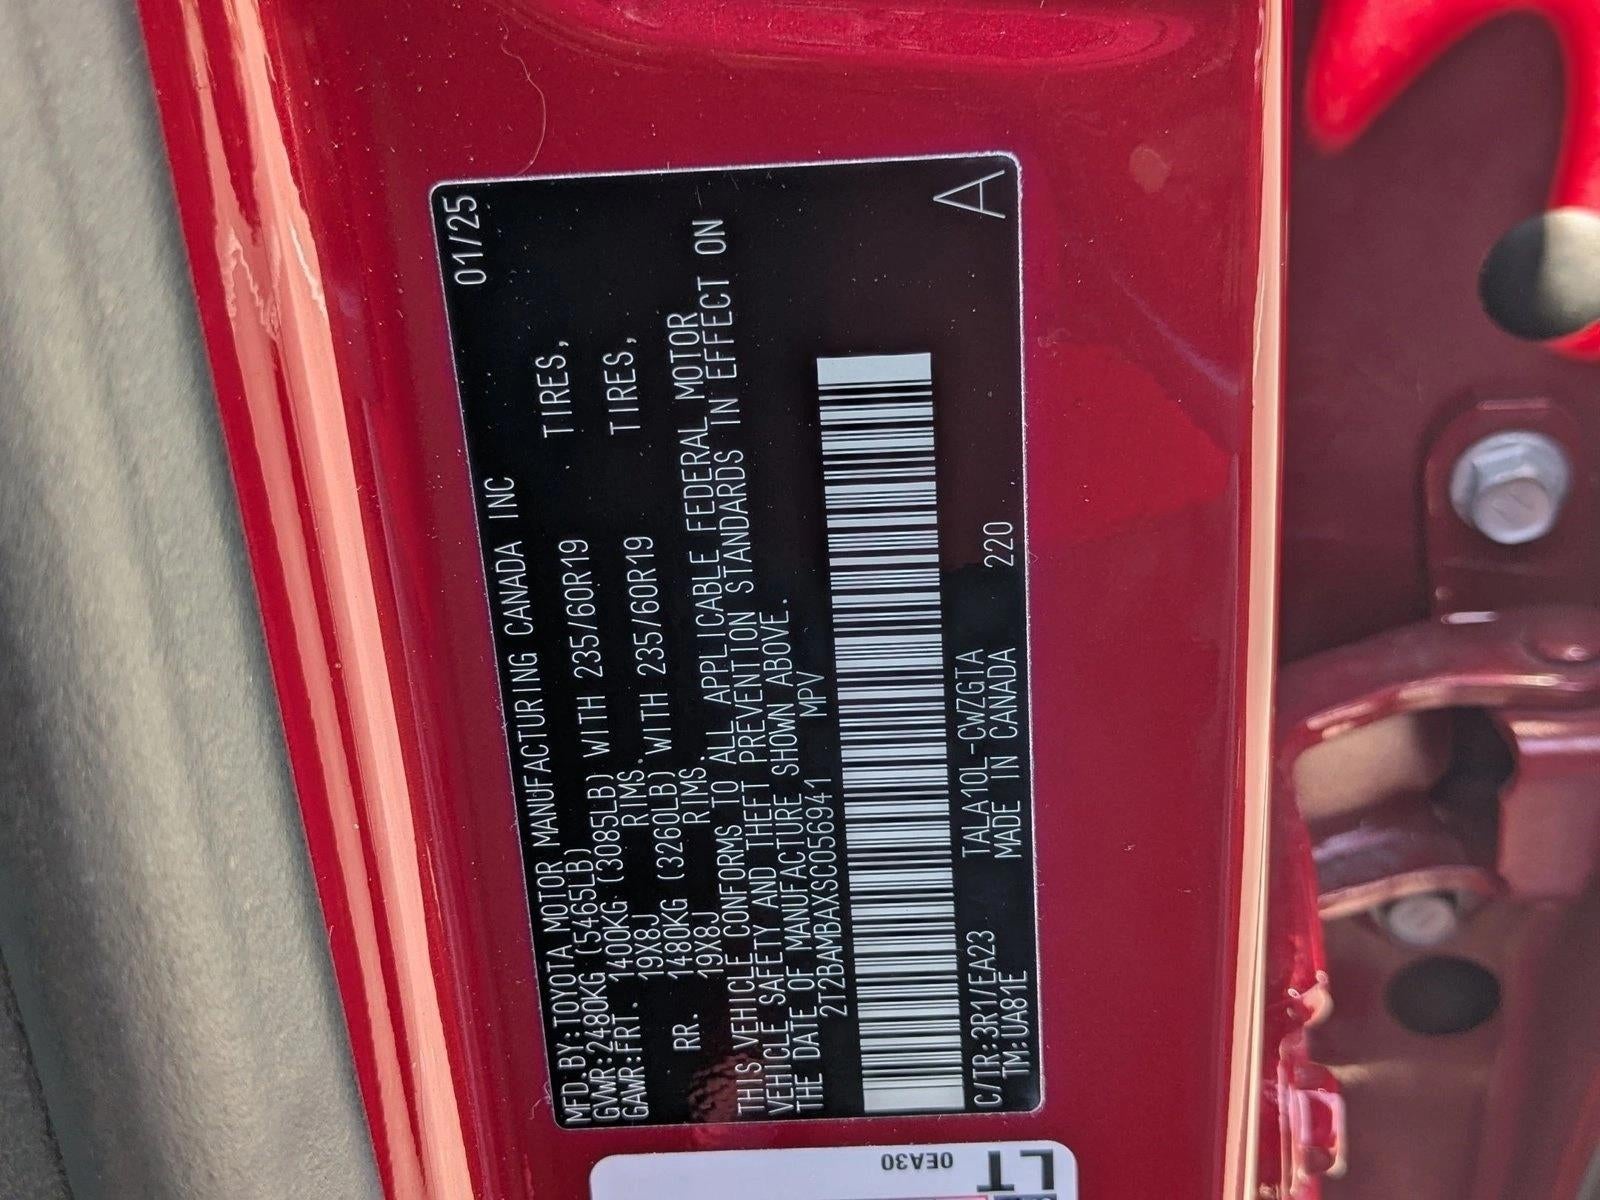 MFD.BY:TOYOTA MOTOR MANUFACTURING CANADA INC 01/25
GVWR:2480KG (5465LB)
GAWR:FRT. 1400KG (3085LB) WITH 235/60R19 TIRES,
19X8J RIMS.
RR. 1480KG (3260LB) WITH 235/60R19 TIRES,
19X8J RIMS.
THIS VEHICLE CONFORMS TO ALL APPLICABLE FEDERAL MOTOR
VEHICLE SAFETY AND THEFT PREVENTION STANDARDS IN EFFECT ON
THE DATE OF MANUFACTURE SHOWN ABOVE.
2T2BAMBAXSC056941 MPV
C/TR:3R1/EA23 TALA10L-CWZGTA 220
TM:UA81E MADE IN CANADA A
0EA30
LT